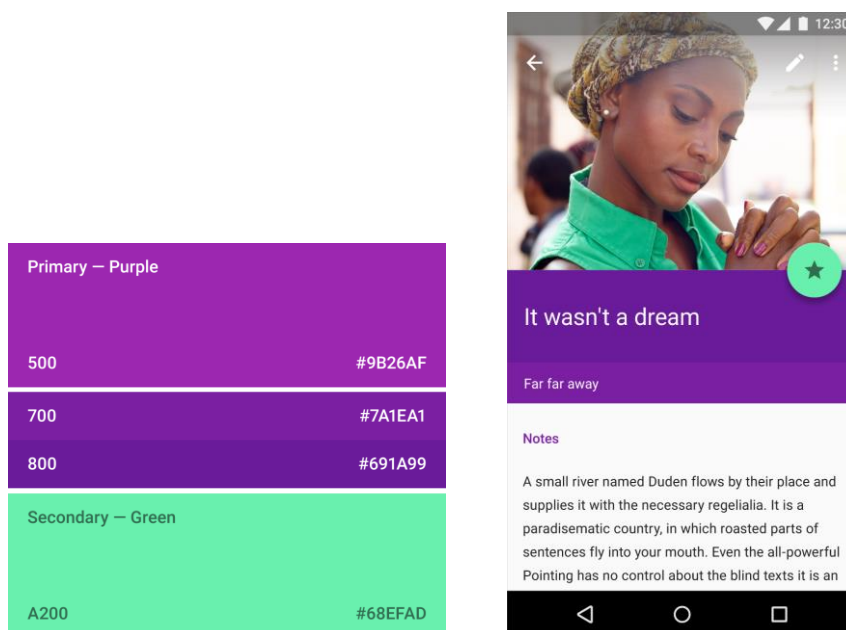 Primary — Purple
500 #9B26AF
700 #7A1EA1
800 #691A99
Secondary — Green
A200 #68EFAD
12:30
It wasn't a dream
Far far away
Notes
A small river named Duden flows by their place and
supplies it with the necessary regelialia. It is a
paradisematic country, in which roasted parts of
sentences fly into your mouth. Even the all-powerful
Pointing has no control about the blind texts it is an